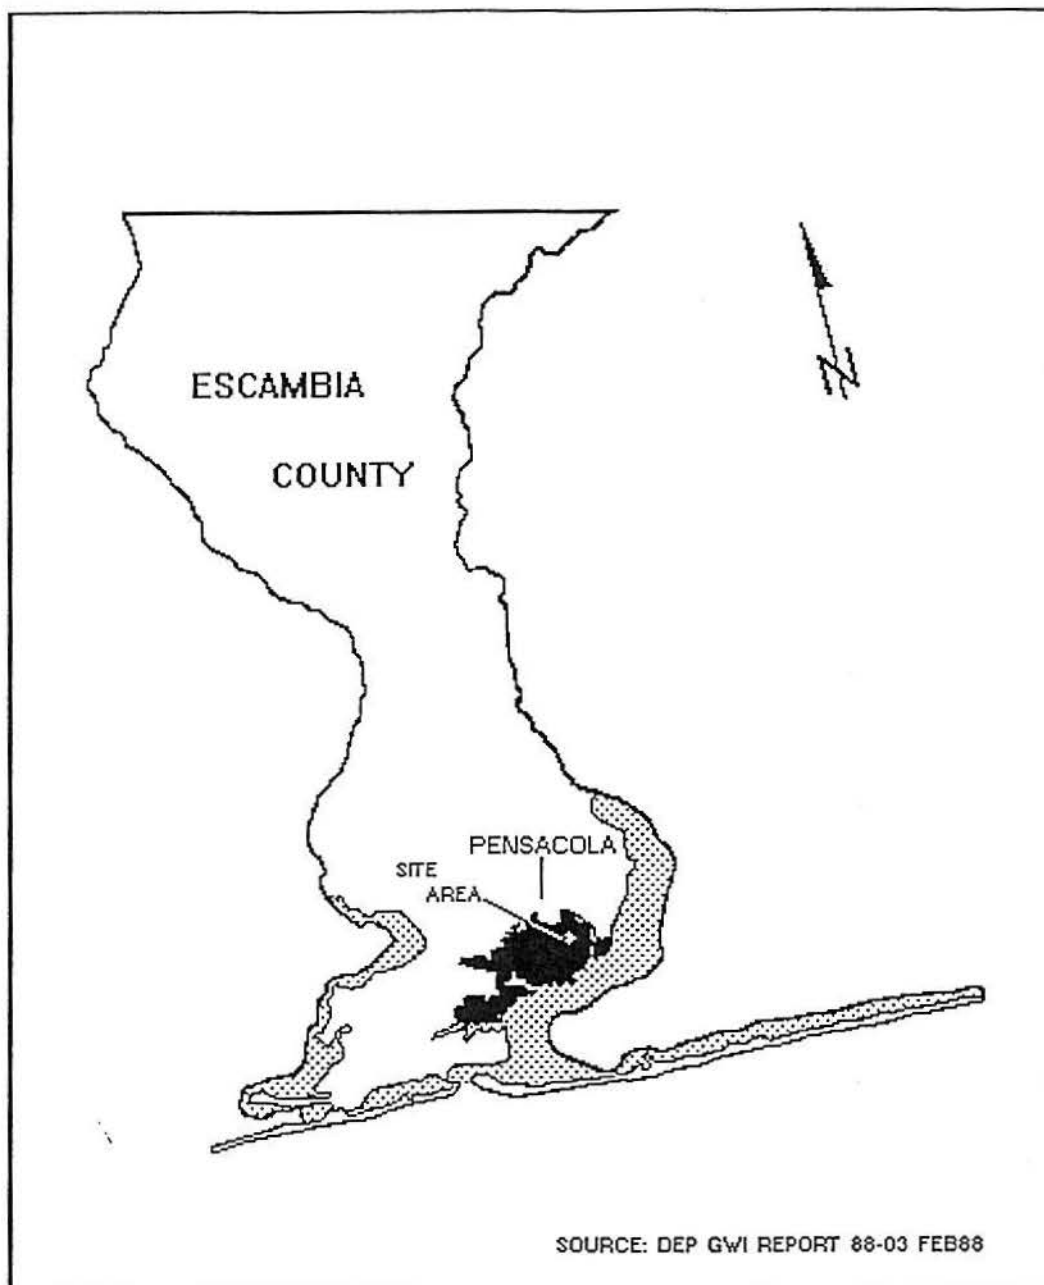 ESCAMBIA
COUNTY
N
PENSACOLA
SITE
AREA
SOURCE: DEP GWI REPORT 88-03 FEB88